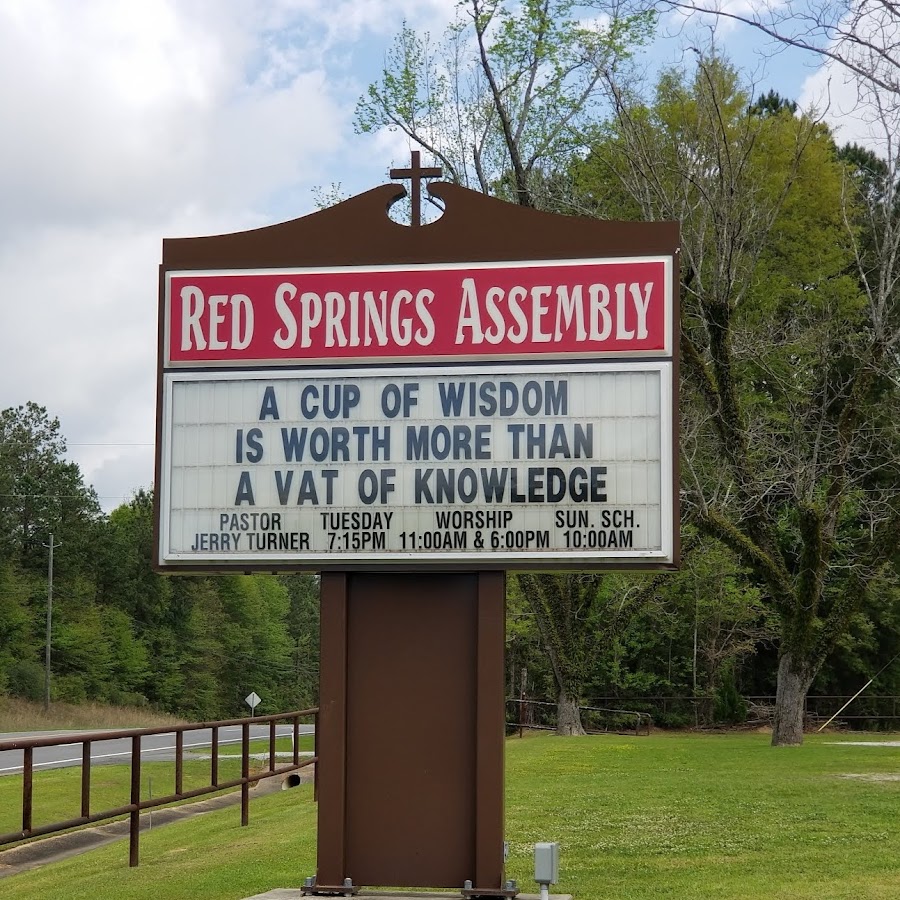 RED SPRINGS ASSEMBLY
A CUP OF WISDOM
IS WORTH MORE THAN
A VAT OF KNOWLEDGE
PASTOR TUESDAY WORSHIP SUN. SCH.
JERRY TURNER 7:15PM 11:00AM & 6:00PM 10:00AM